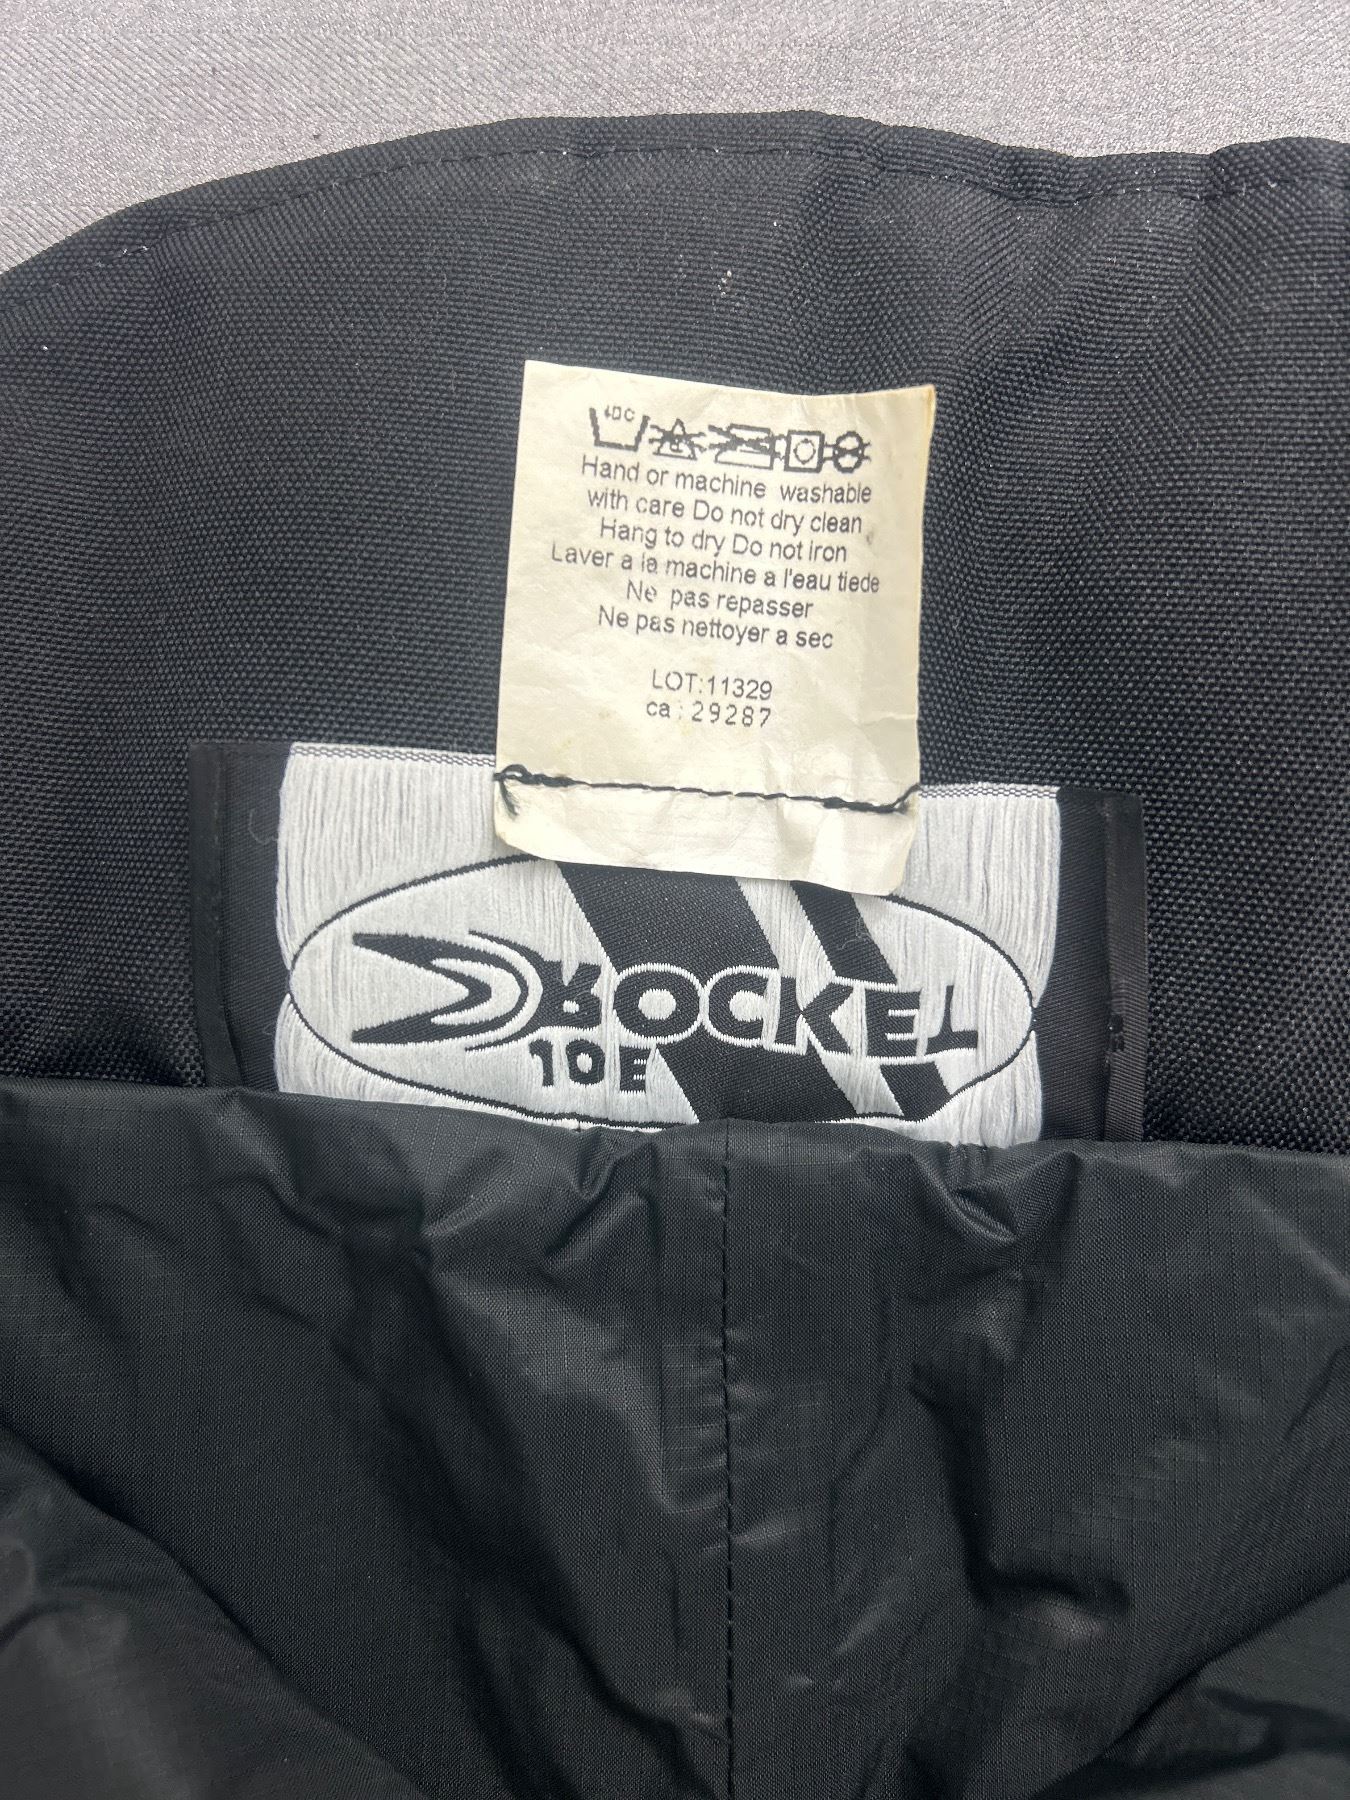 40C
Hand or machine washable
with care Do not dry clean
Hang to dry Do not iron
Laver a la machine a l'eau tiede
Ne pas repasser
Ne pas nettoyer a sec
LOT:11329
ca : 29287
ROCKEL
10E